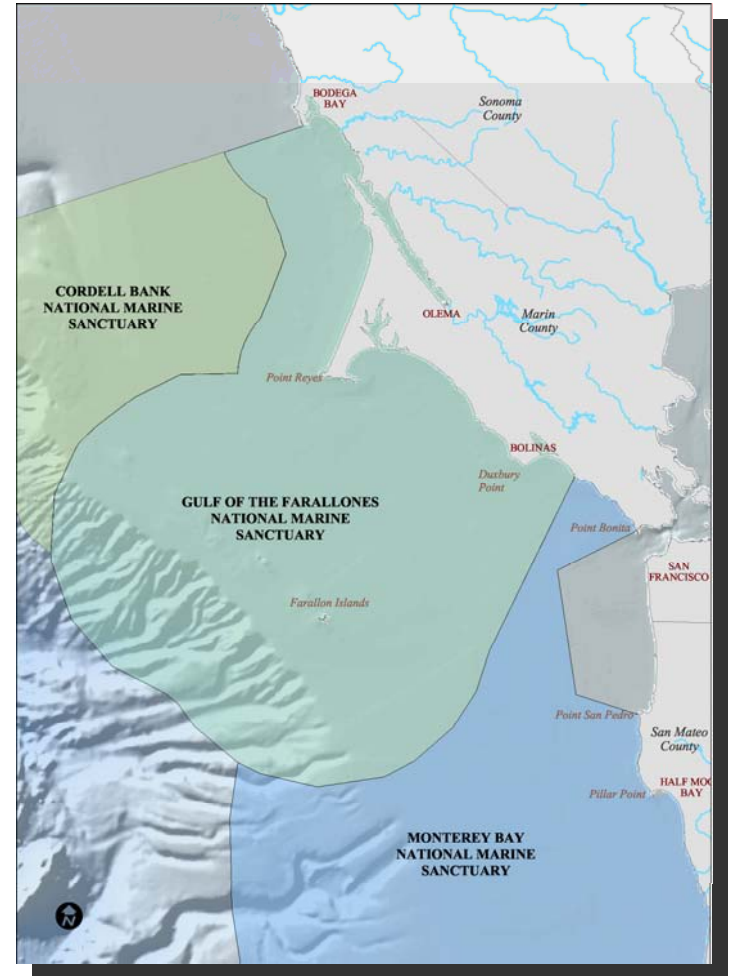 BODEGA
BAY
Sonoma
County
CORDELL BANK
NATIONAL MARINE
SANCTUARY
OLEMA
Marin
County
Point Reyes
BOLINAS
Duxbury
Point
GULF OF THE FARALLONES
NATIONAL MARINE
SANCTUARY
Point Bonita
SAN
FRANCISCO
Farallon Islands
Point San Pedro
San Mateo
County
HALF MOO
BAY
Pillar Point
MONTEREY BAY
NATIONAL MARINE
SANCTUARY
N